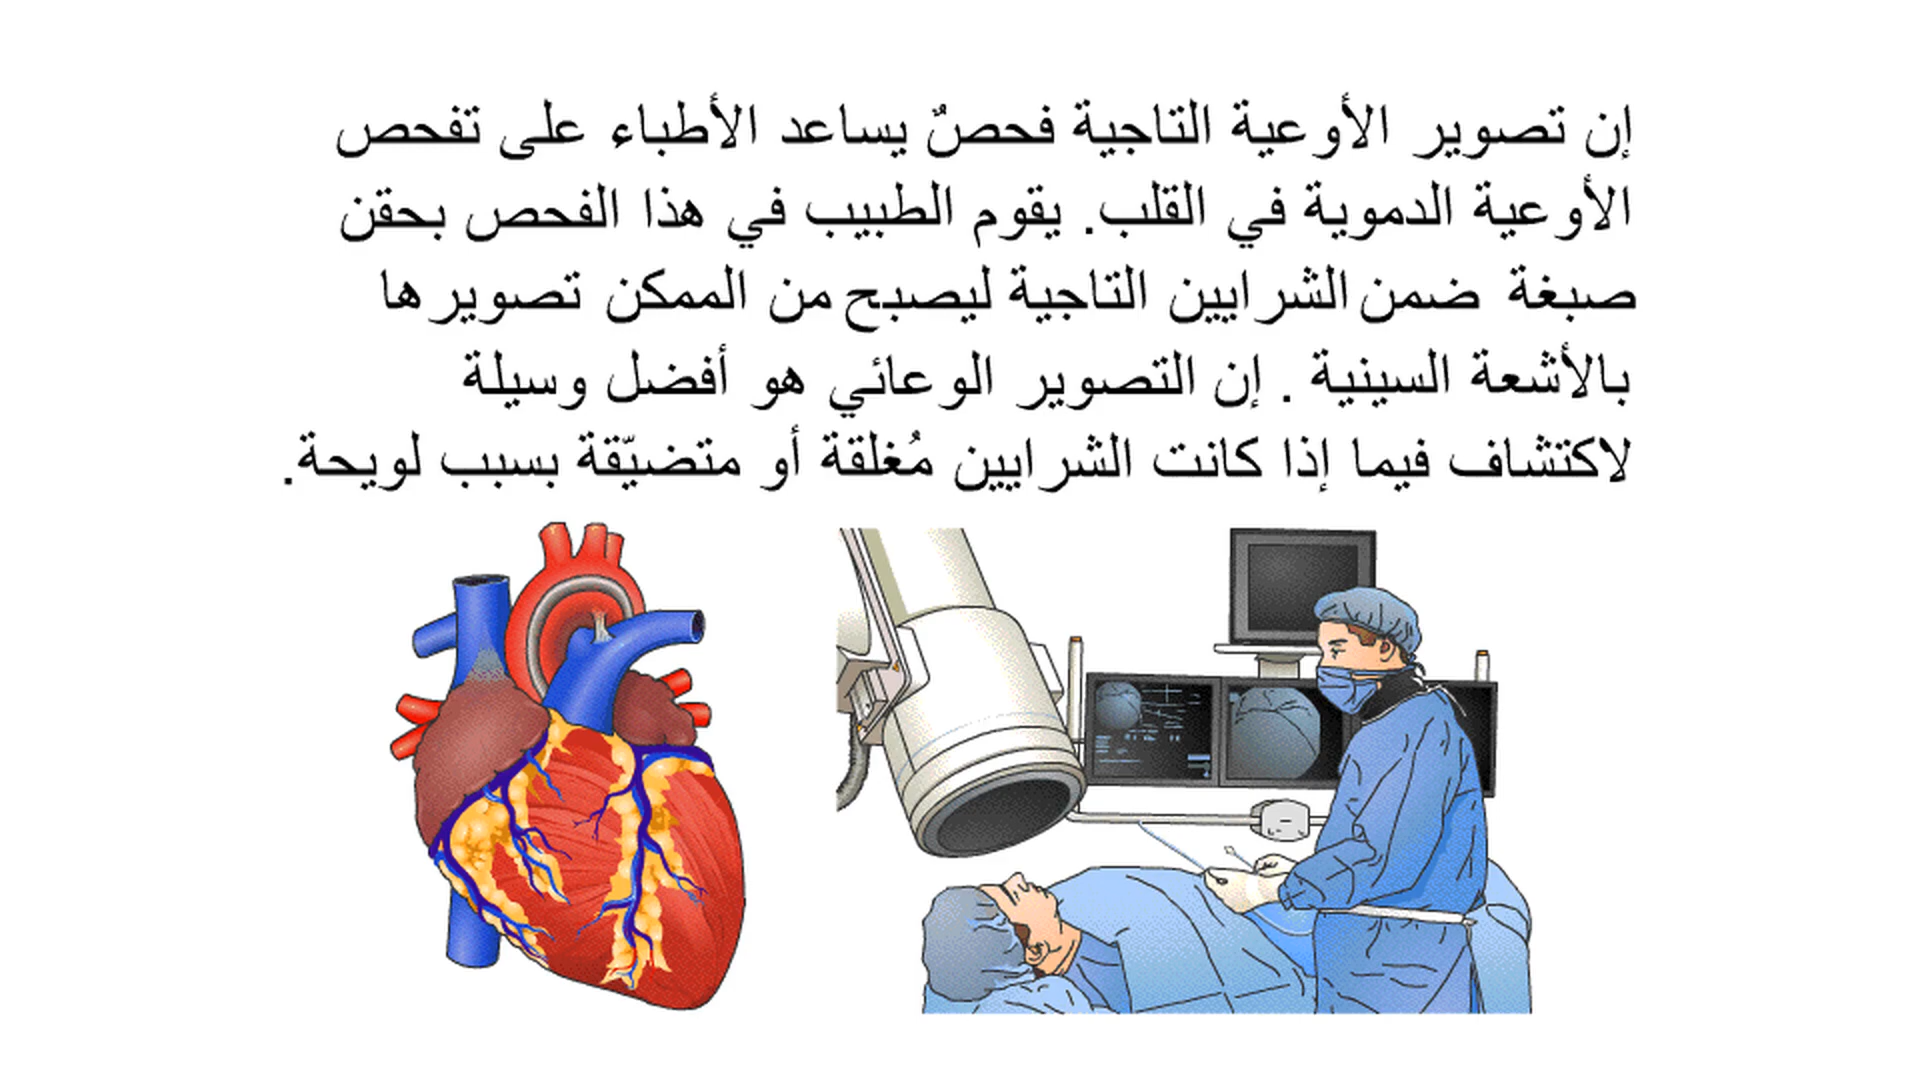 إن تصوير الأوعية التاجية فحصٌ يساعد الأطباء على تفحص
الأوعية الدموية في القلب. يقوم الطبيب في هذا الفحص بحقن
صبغة ضمن الشرايين التاجية ليصبح من الممكن تصويرها
بالأشعة السينية . إن التصوير الوعائي هو أفضل وسيلة
لاكتشاف فيما إذا كانت الشرايين مُغلقة أو متضيّقة بسبب لويحة.